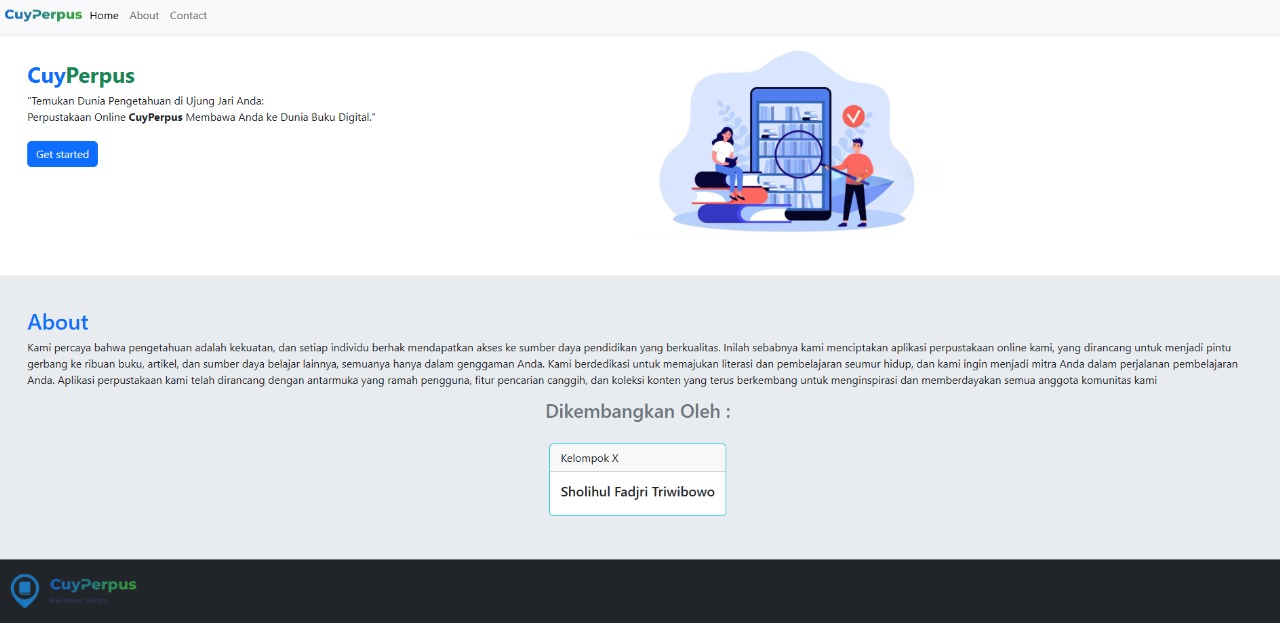 CuyPerpus Home About Contact
CuyPerpus
"Temukan Dunia Pengetahuan di Ujung Jari Anda:
Perpustakaan Online CuyPerpus Membawa Anda ke Dunia Buku Digital."
Get started
About
Kami percaya bahwa pengetahuan adalah kekuatan, dan setiap individu berhak mendapatkan akses ke sumber daya pendidikan yang berkualitas. Inilah sebabnya kami menciptakan aplikasi perpustakaan online kami, yang dirancang untuk menjadi pintu
gerbang ke ribuan buku, artikel, dan sumber daya belajar lainnya, semuanya hanya dalam genggaman Anda. Kami berdedikasi untuk memajukan literasi dan pembelajaran seumur hidup, dan kami ingin menjadi mitra Anda dalam perjalanan pembelajaran
Anda. Aplikasi perpustakaan kami telah dirancang dengan antarmuka yang ramah pengguna, fitur pencarian canggih, dan koleksi konten yang terus berkembang untuk menginspirasi dan memberdayakan semua anggota komunitas kami
Dikembangkan Oleh :
Kelompok X
Sholihul Fadjri Triwibowo
CuyPerpus